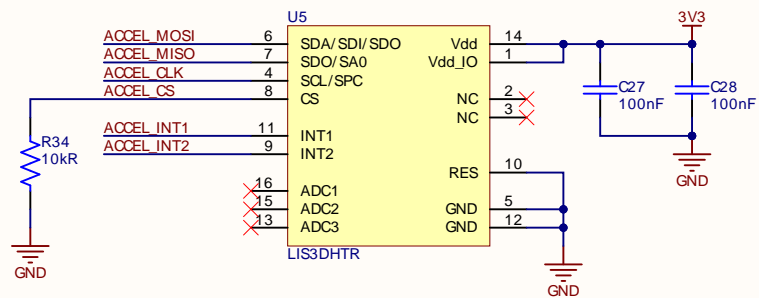 U5
3V3
ACCEL_MOSI 6 SDA/SDI/SDO Vdd 14
ACCEL_MISO 7 SDO/SA0 Vdd_IO 1
ACCEL_CLK 4 SCL/SPC
ACCEL_CS 8 CS NC 2
NC 3
C27 100nF
C28 100nF
R34
10kR
ACCEL_INT1 11 INT1
ACCEL_INT2 9 INT2
GND
RES 10
16 ADC1
15 ADC2 GND 5
13 ADC3 GND 12
LIS3DHTR
GND
GND